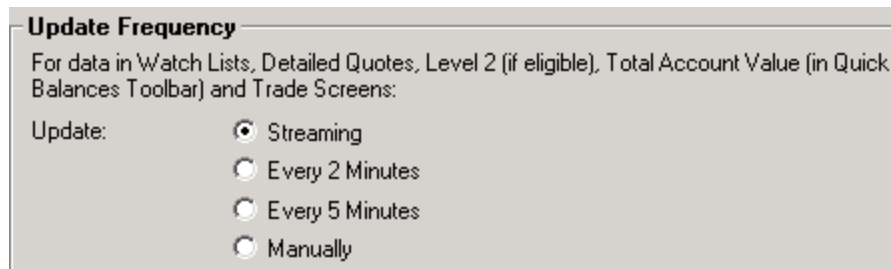 Update Frequency
For data in Watch Lists, Detailed Quotes, Level 2 (if eligible), Total Account Value (in Quick
Balances Toolbar) and Trade Screens:
Update: Streaming
Every 2 Minutes
Every 5 Minutes
Manually